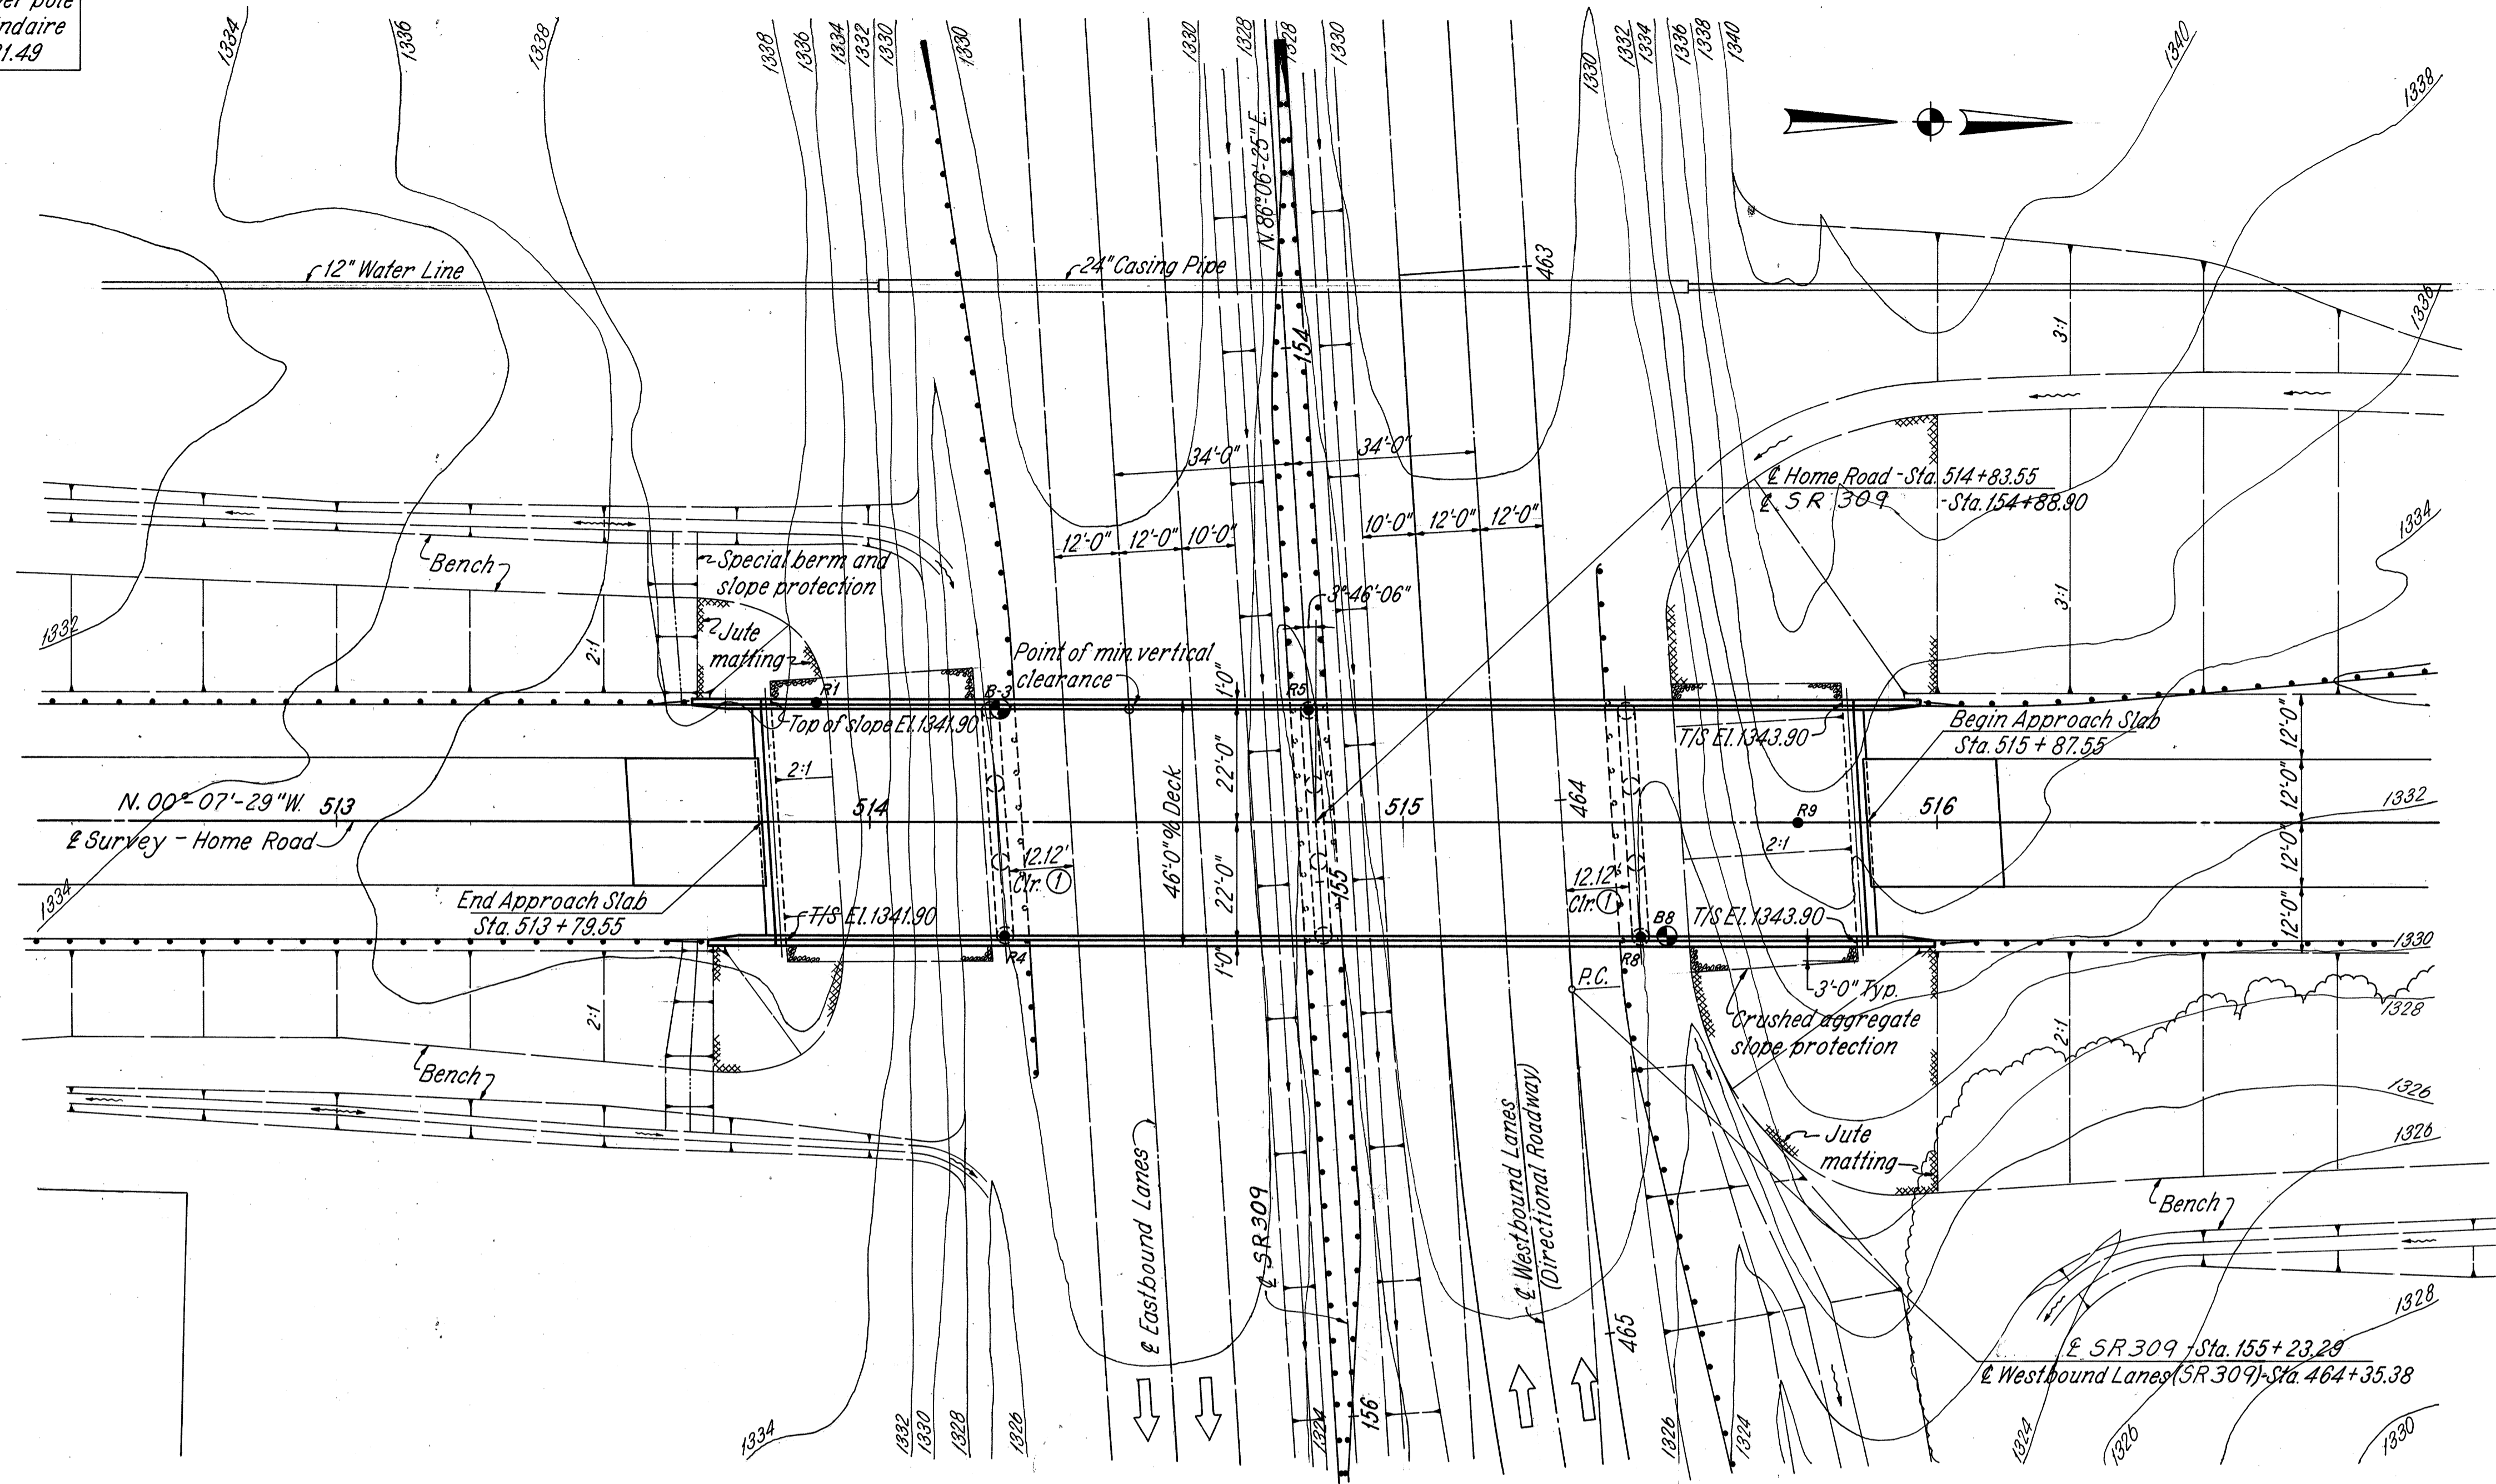 er pole
ndaire
1.49
1334
1336
1338
1338
1336
1334
1332
1330
1330
1330
1328
1328
1330
1330
1332
1334
1336
1338
1340
1340
1338
N. 86°-06'-25" E.
12" Water Line
24" Casing Pipe
463
1336
154
3:1
34'-0"
34'-0"
℄ Home Road - Sta. 514+83.55
℄ SR 309 - Sta. 154+88.90
1334
12'-0"
12'-0"
10'-0"
10'-0"
12'-0"
12'-0"
Bench
Special berm and
slope protection
3°-46'-06"
3:1
1332
2:1
Jute
matting
Point of min. vertical
clearance
1'-0"
R1
B-3
R5
Top of slope El. 1341.90
T/S El. 1343.90
Begin Approach Slab
Sta. 515 + 87.55
12'-0"
2:1
22'-0"
46'-0" % Deck
12'-0"
N. 00°-07'-29" W.
513
514
515
464
R9
516
1332
℄ Survey - Home Road
12.12'
Clr. 1
22'-0"
155
12.12'
Clr. 1
2:1
12'-0"
1334
End Approach Slab
Sta. 513 + 79.55
T/S El. 1341.90
B8
T/S El. 1343.90
12'-0"
1330
R4
1'-0"
R8
P.C.
3'-0" Typ.
1328
2:1
Crushed aggregate
slope protection
2:1
Bench
1326
Jute
matting
1326
Bench
℄ Eastbound Lanes
℄ SR309
℄ Westbound Lanes
(Directional Roadway)
465
1328
℄ SR 309 - Sta. 155+23.29
℄ Westbound Lanes (SR 309) - Sta. 464+35.38
1334
1332
1330
1328
1326
1324
156
1326
1324
1324
1326
1330